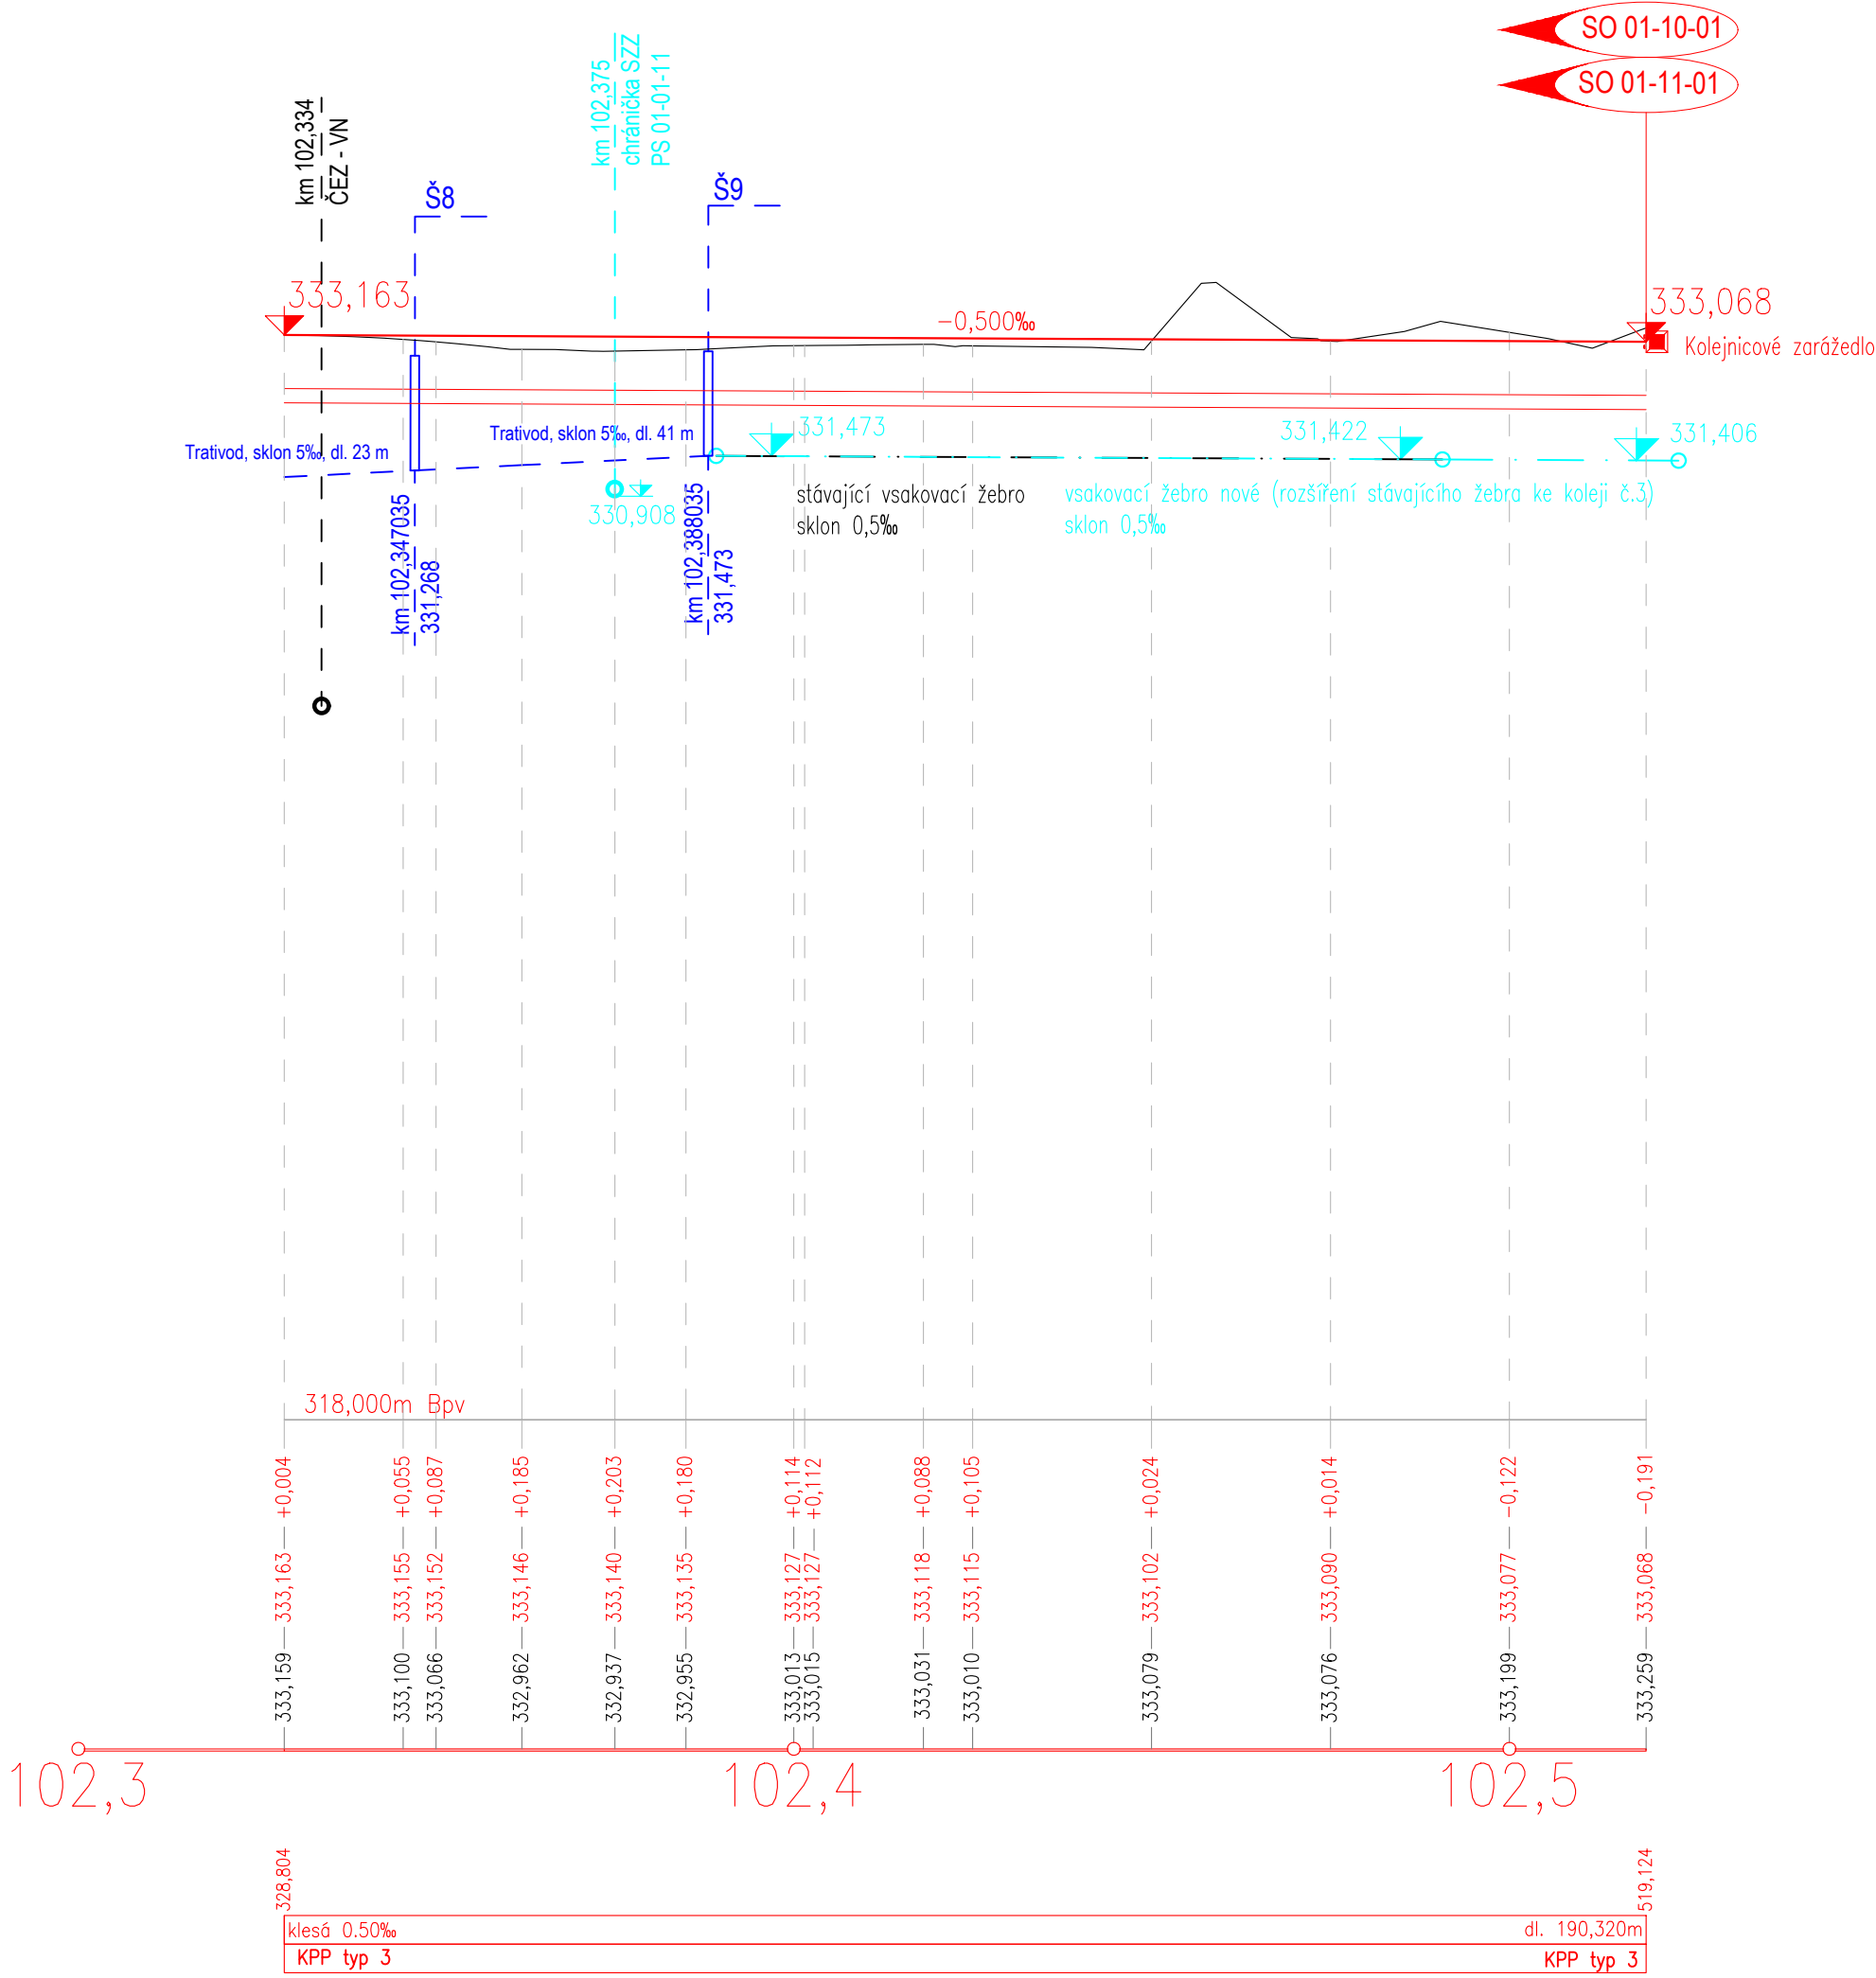 SO 01-10-01
SO 01-11-01
km 102,334
ČEZ - VN
km 102,375
chránička SZZ
PS 01-01-11
Š8
Š9
333,163
-0,500‰
333,068
Kolejnicové zarážedlo
Trativod, sklon 5‰, dl. 23 m
Trativod, sklon 5‰, dl. 41 m
331,473
331,422
331,406
330,908
stávající vsakovací žebro
sklon 0,5‰
vsakovací žebro nové (rozšíření stávajícího žebra ke koleji č.3)
sklon 0,5‰
km 102,347035
331,268
km 102,388035
331,473
318,000m Bpv
+0,004
+0,055
+0,087
+0,185
+0,203
+0,180
+0,114
+0,112
+0,088
+0,105
+0,024
+0,014
-0,122
-0,191
333,163
333,155
333,152
333,146
333,140
333,135
333,127
333,127
333,118
333,115
333,102
333,090
333,077
333,068
333,159
333,100
333,066
332,962
332,937
332,955
333,013
333,015
333,031
333,010
333,079
333,076
333,199
333,259
102,3
102,4
102,5
328,804
519,124
klesá 0.50‰
dl. 190,320m
KPP typ 3
KPP typ 3